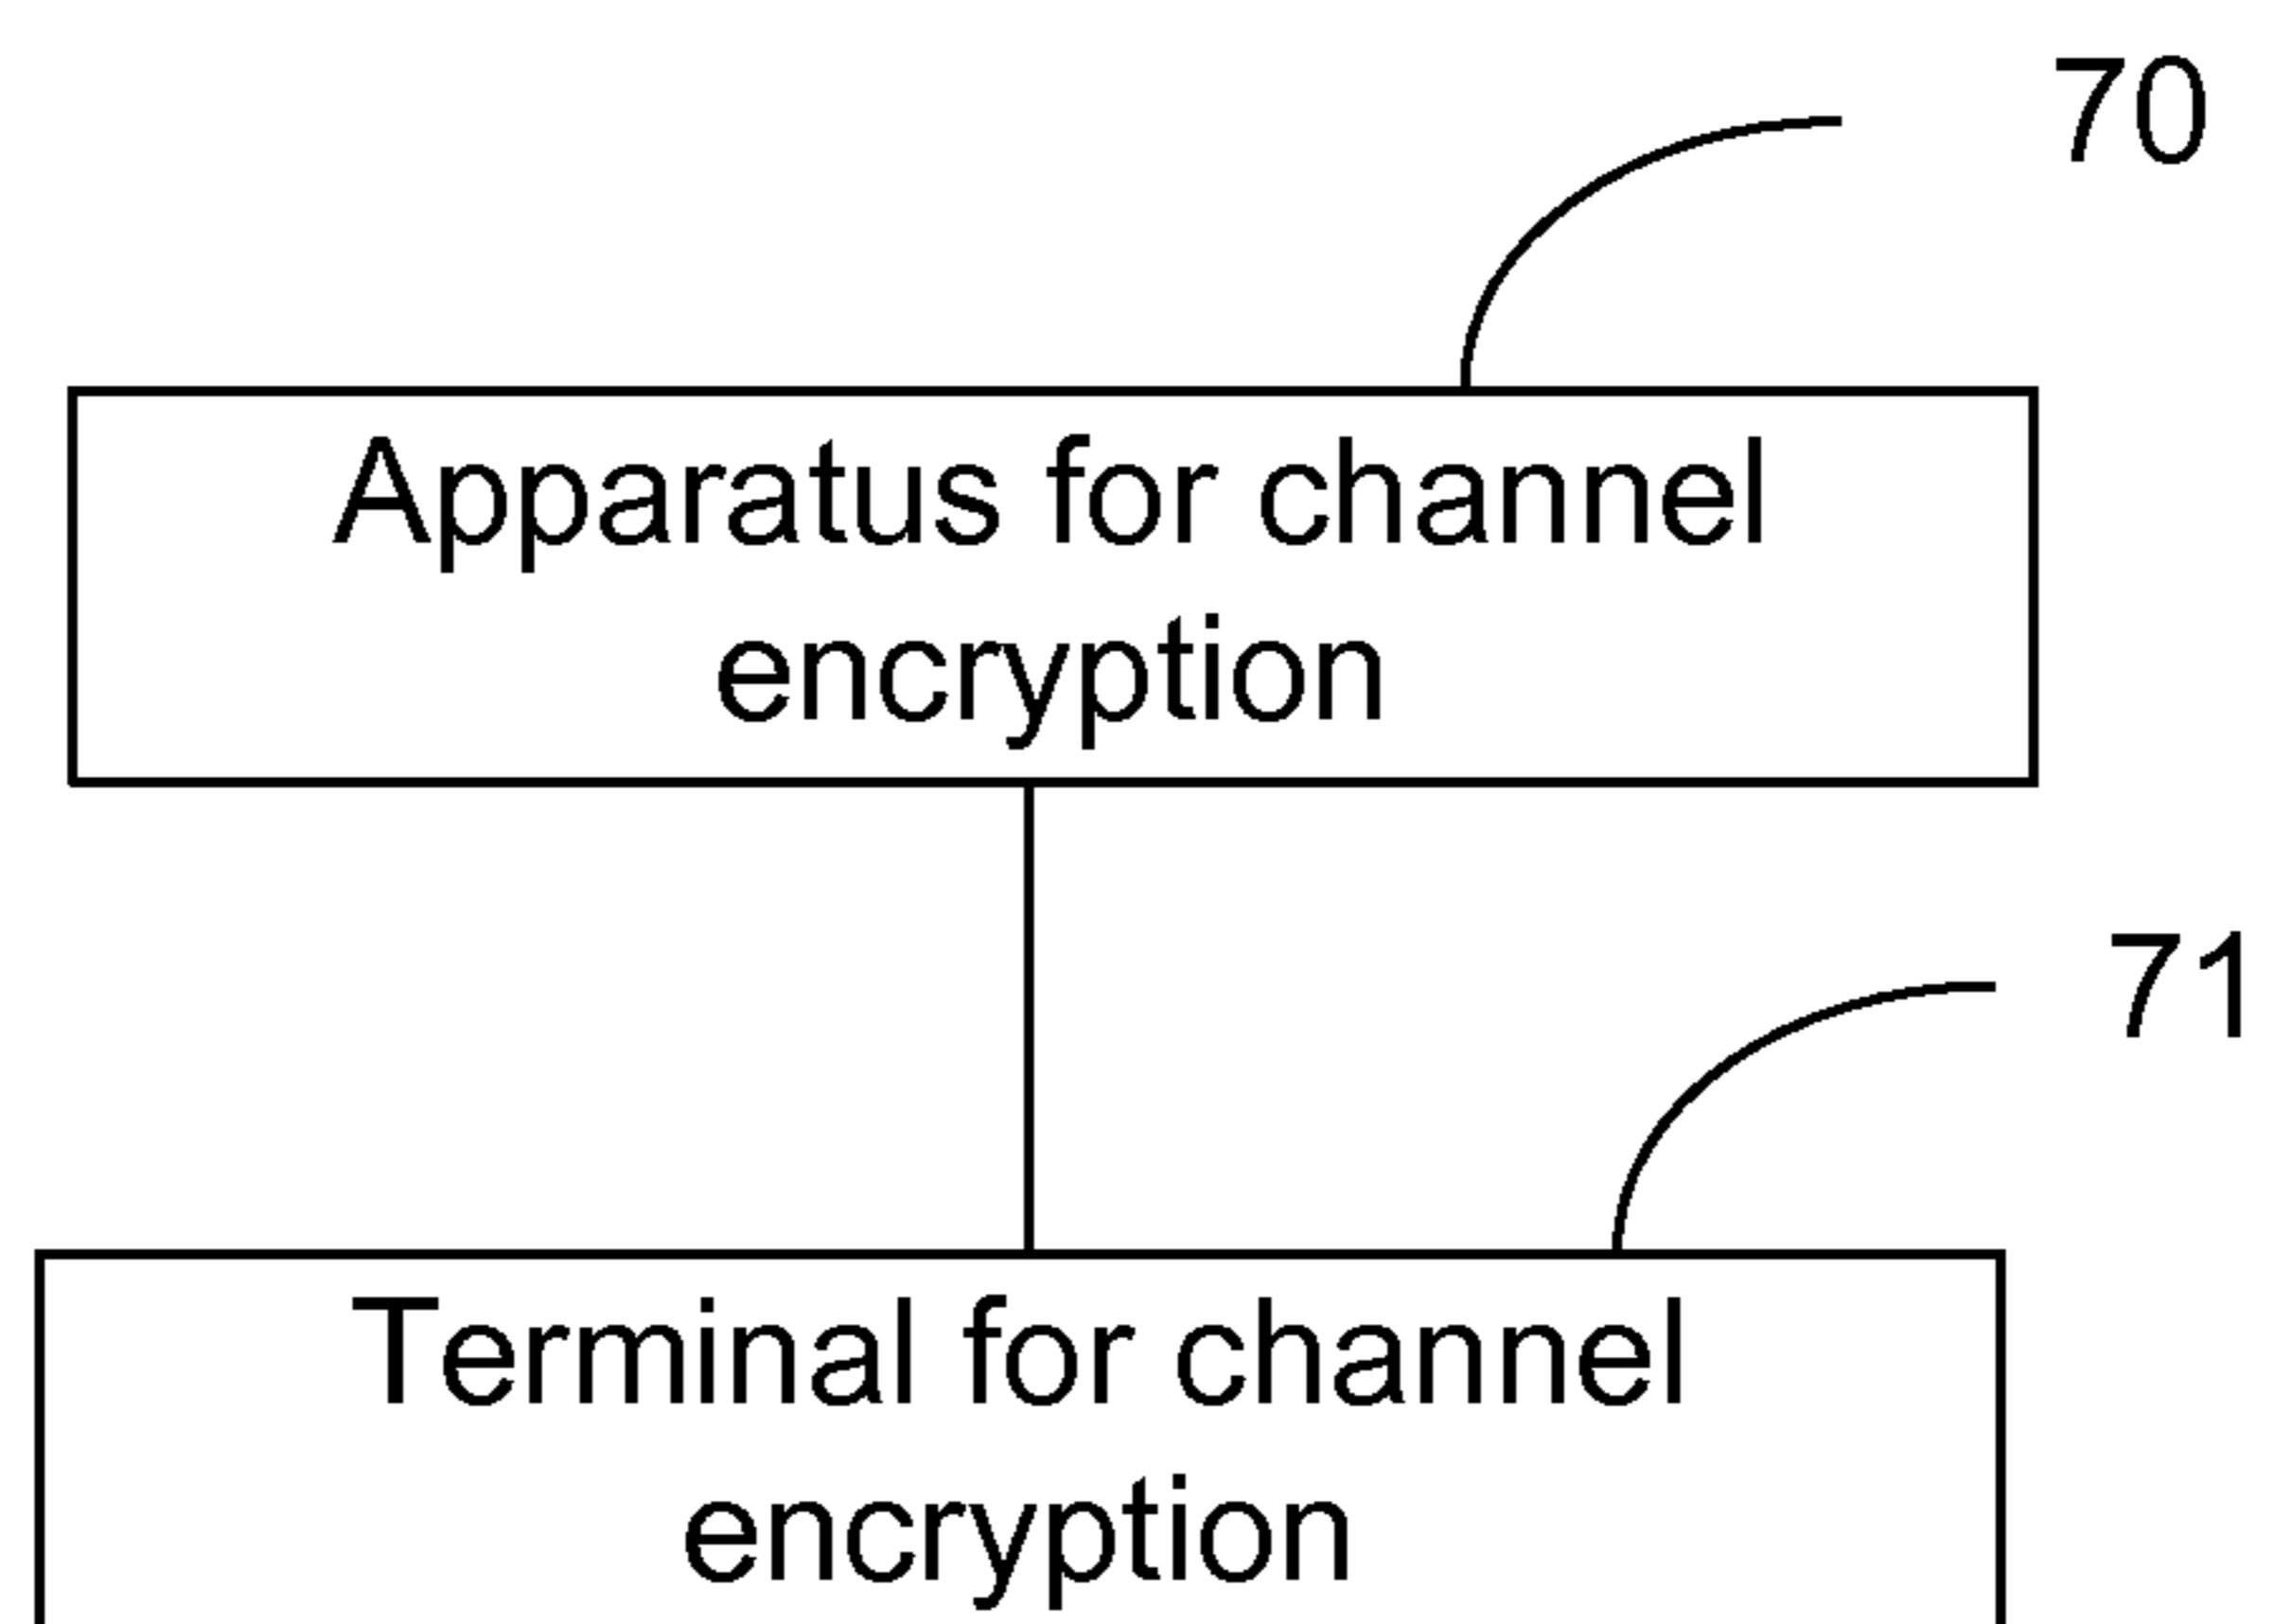 70
Apparatus for channel
encryption
71
Terminal for channel
encryption